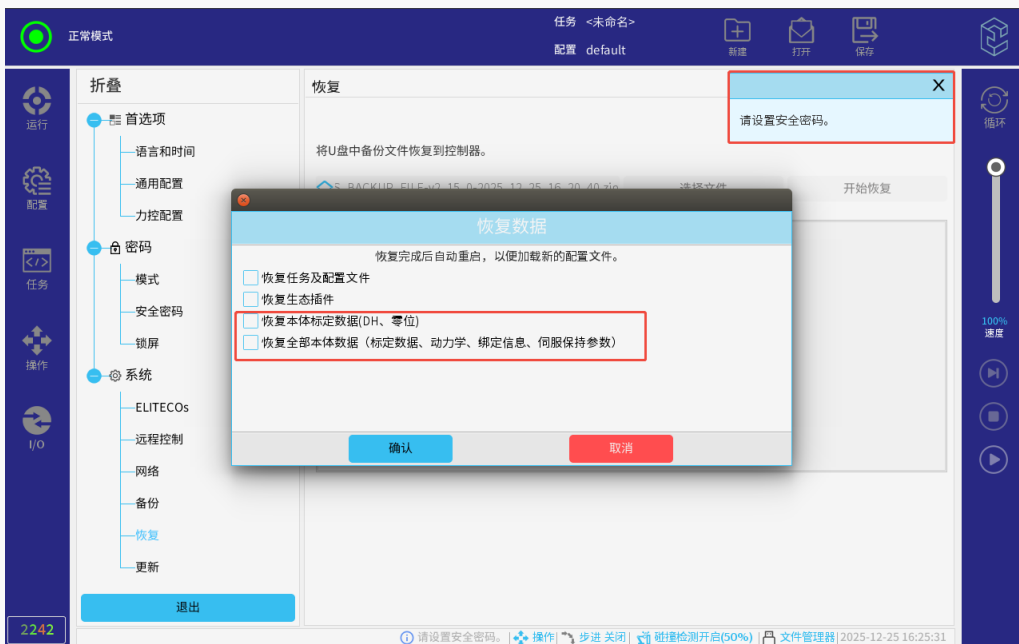 正常模式
任务 <未命名>
配置 default
新建
打开
保存
运行
配置
任务
操作
I/O
2242
折叠
首选项
语言和时间
通用配置
力控配置
密码
模式
安全密码
锁屏
系统
ELITECOs
远程控制
网络
备份
恢复
更新
退出
恢复
X
请设置安全密码。
将U盘中备份文件恢复到控制器。
S_BACKUP_FILE-v2_15_0-2025_12_25_16_20_40.zip
选择文件
开始恢复
恢复数据
恢复完成后自动重启，以便加载新的配置文件。
恢复任务及配置文件
恢复生态插件
恢复本体标定数据(DH、零位)
恢复全部本体数据（标定数据、动力学、绑定信息、伺服保持参数）
确认
取消
循环
100%
速度
请设置安全密码。 | 操作| 步进 关闭| 碰撞检测开启(50%) | 文件管理器|2025-12-25 16:25:31